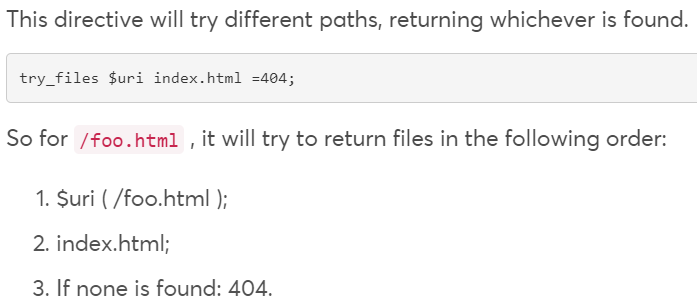 This directive will try different paths, returning whichever is found.
try_files $uri index.html =404;
So for /foo.html , it will try to return files in the following order:
1. $uri ( /foo.html );
2. index.html;
3. If none is found: 404.